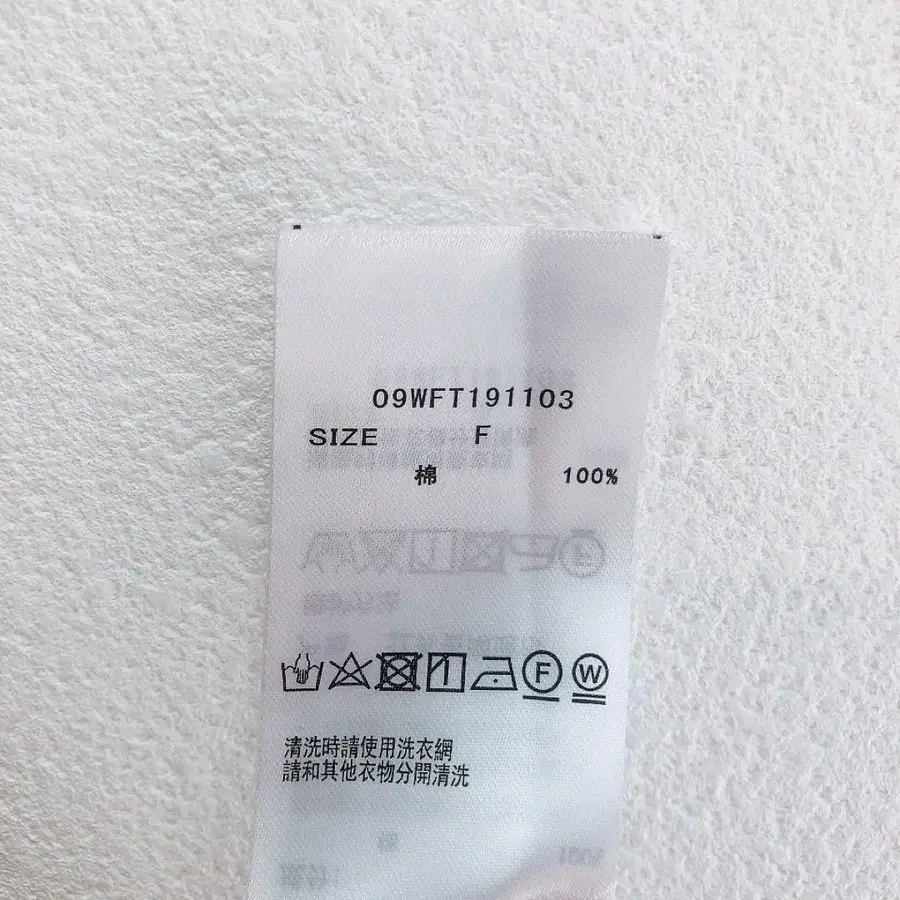 09WFT191103
SIZE F
棉 100%
F W
清洗時請使用洗衣網
請和其他衣物分開清洗